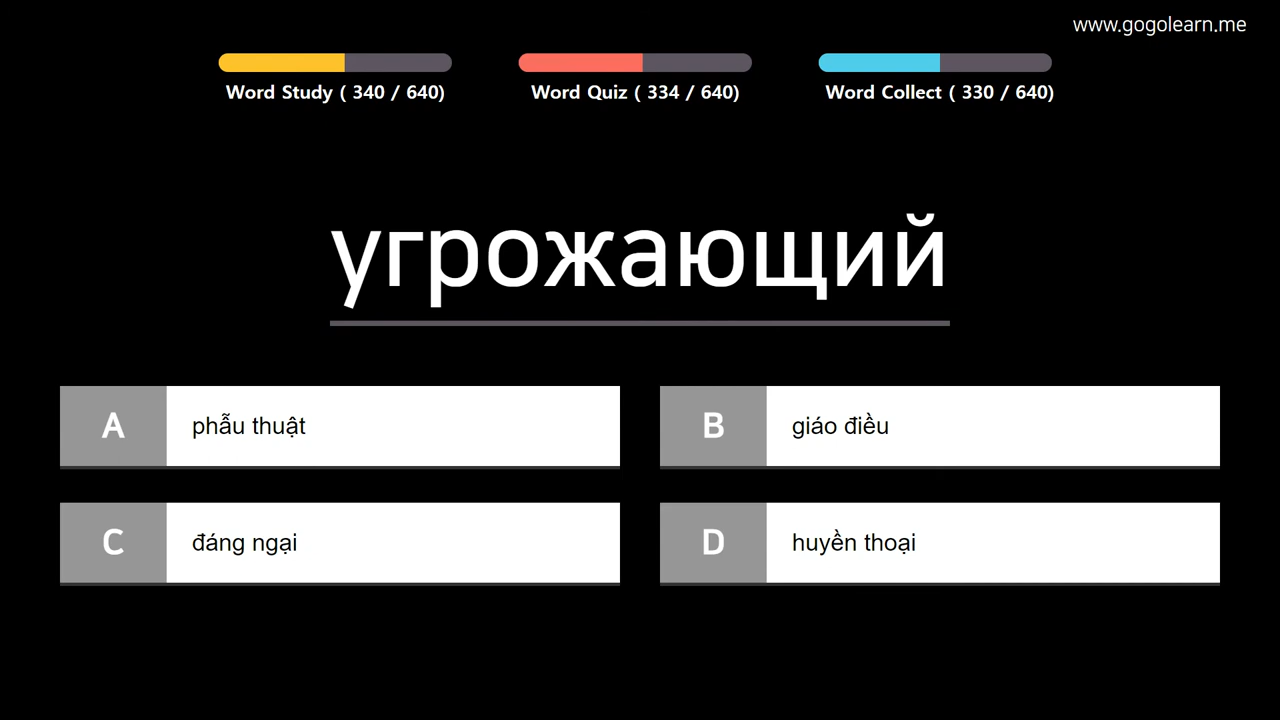 www.gogolearn.me
Word Study ( 340 / 640)
Word Quiz ( 334 / 640)
Word Collect ( 330 / 640)
угрожающий
A
phẫu thuật
B
giáo điều
C
đáng ngại
D
huyền thoại